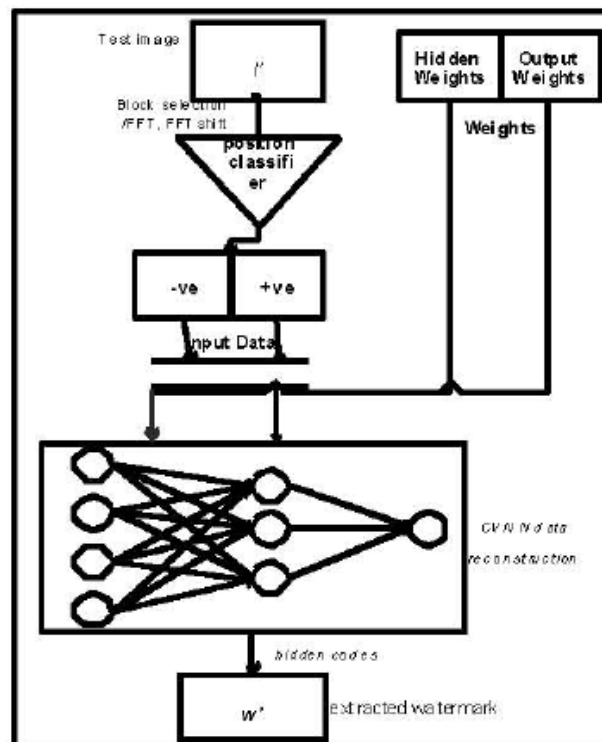 Test image
I'
Hidden Weights
Output Weights
Block selection
/FFT, FFT shift
Weights
position
classifi
er
-ve
+ve
Input Data
CVNN data
reconstruction
hidden codes
w'
extracted watermark